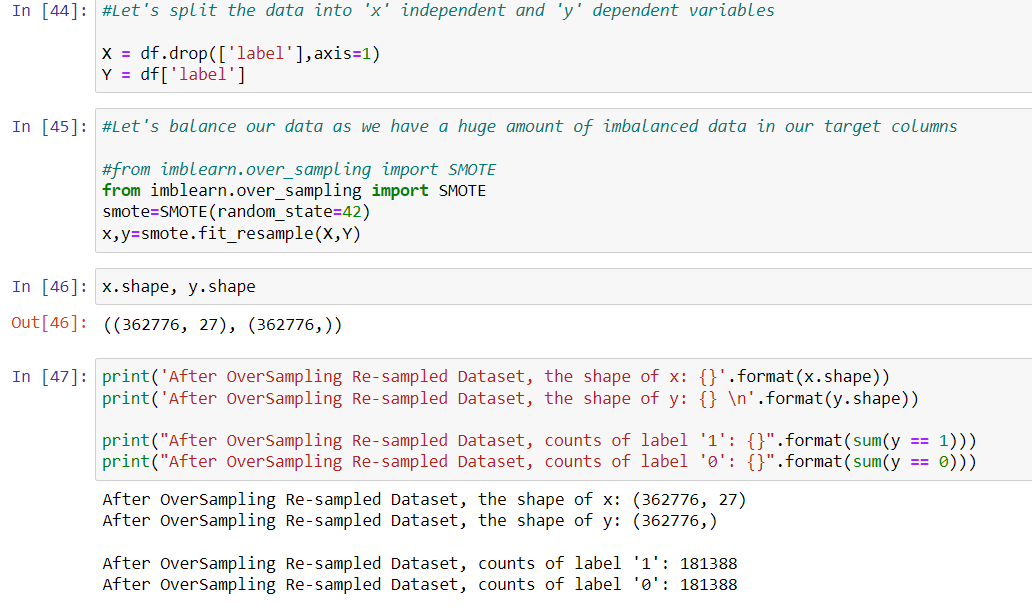 In [44]: #Let's split the data into 'x' independent and 'y' dependent variables
X = df.drop(['label'],axis=1)
Y = df['label']
In [45]: #Let's balance our data as we have a huge amount of imbalanced data in our target columns
#from imblearn.over_sampling import SMOTE
from imblearn.over_sampling import SMOTE
smote=SMOTE(random_state=42)
x,y=smote.fit_resample(X,Y)
In [46]: x.shape, y.shape
Out[46]: ((362776, 27), (362776,))
In [47]: print('After OverSampling Re-sampled Dataset, the shape of x: {}'.format(x.shape))
print('After OverSampling Re-sampled Dataset, the shape of y: {} \n'.format(y.shape))
print("After OverSampling Re-sampled Dataset, counts of label '1': {}".format(sum(y == 1)))
print("After OverSampling Re-sampled Dataset, counts of label '0': {}".format(sum(y == 0)))
After OverSampling Re-sampled Dataset, the shape of x: (362776, 27)
After OverSampling Re-sampled Dataset, the shape of y: (362776,)
After OverSampling Re-sampled Dataset, counts of label '1': 181388
After OverSampling Re-sampled Dataset, counts of label '0': 181388